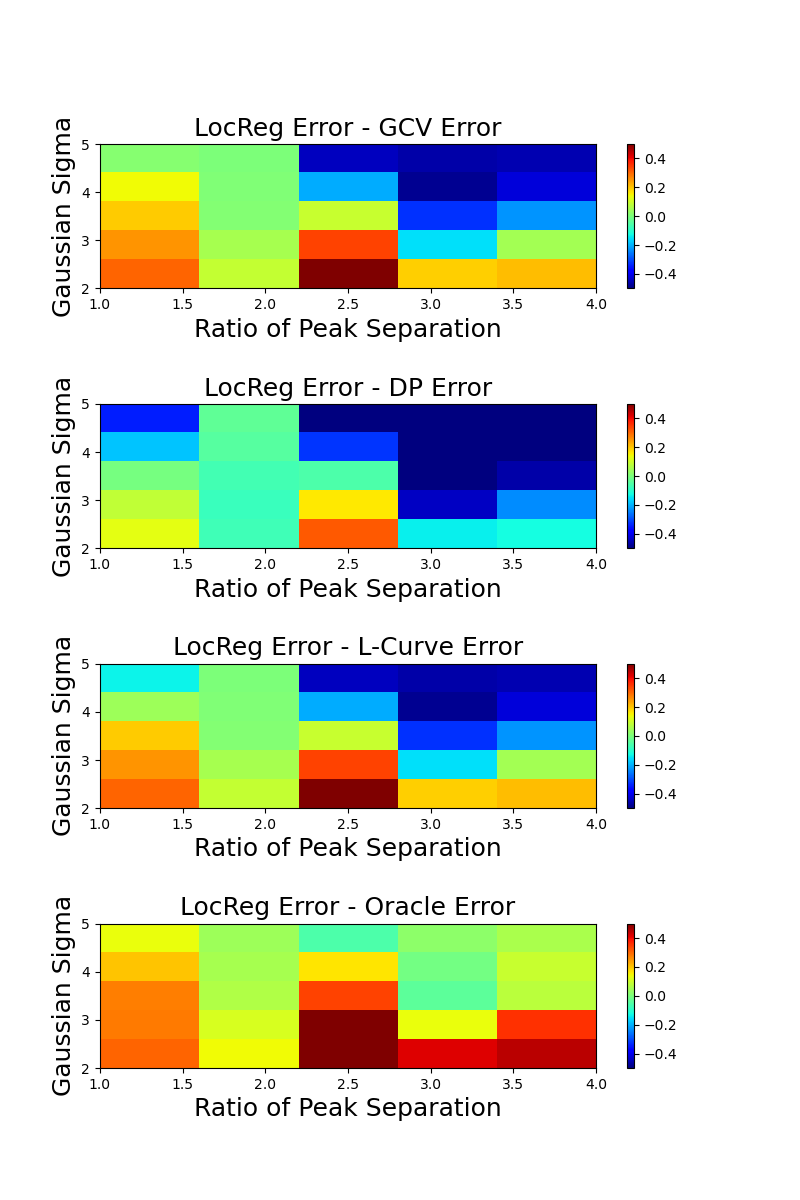 LocReg Error - GCV Error
Gaussian Sigma
5
4
3
2
1.0 1.5 2.0 2.5 3.0 3.5 4.0
Ratio of Peak Separation
0.4
0.2
0.0
−0.2
−0.4
LocReg Error - DP Error
Gaussian Sigma
5
4
3
2
1.0 1.5 2.0 2.5 3.0 3.5 4.0
Ratio of Peak Separation
0.4
0.2
0.0
−0.2
−0.4
LocReg Error - L-Curve Error
Gaussian Sigma
5
4
3
2
1.0 1.5 2.0 2.5 3.0 3.5 4.0
Ratio of Peak Separation
0.4
0.2
0.0
−0.2
−0.4
LocReg Error - Oracle Error
Gaussian Sigma
5
4
3
2
1.0 1.5 2.0 2.5 3.0 3.5 4.0
Ratio of Peak Separation
0.4
0.2
0.0
−0.2
−0.4